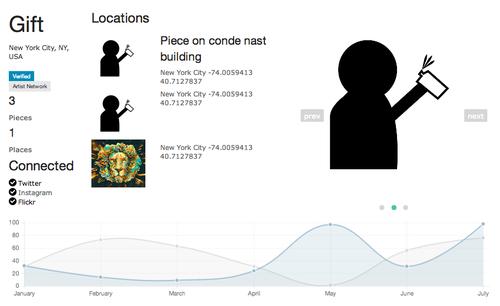 Gift
New York City, NY,
USA
Verified
Artist Network
3
Pieces
1
Places
Connected
Twitter
Instagram
Flickr
Locations
Piece on conde nast
building
New York City -74.0059413
40.7127837
New York City -74.0059413
40.7127837
New York City -74.0059413
40.7127837
prev
next
100
80
60
40
20
0
January
February
March
April
May
June
July